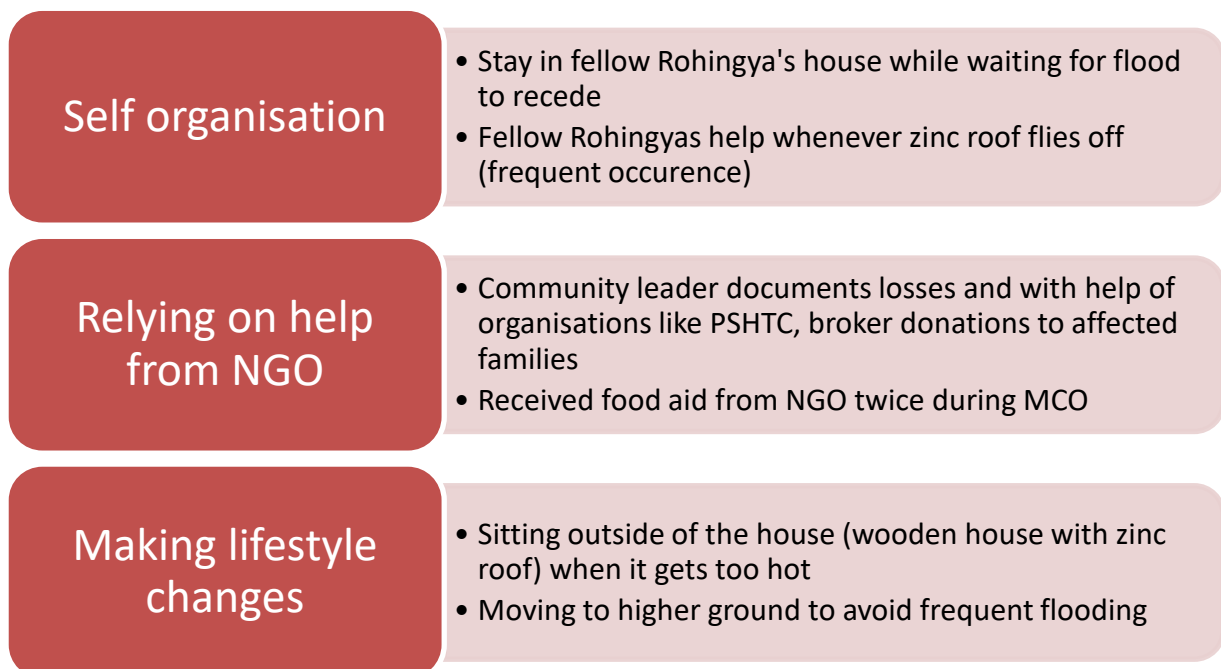 Self organisation
• Stay in fellow Rohingya's house while waiting for flood
to recede
• Fellow Rohingyas help whenever zinc roof flies off
(frequent occurence)
Relying on help
from NGO
• Community leader documents losses and with help of
organisations like PSHTC, broker donations to affected
families
• Received food aid from NGO twice during MCO
Making lifestyle
changes
• Sitting outside of the house (wooden house with zinc
roof) when it gets too hot
• Moving to higher ground to avoid frequent flooding